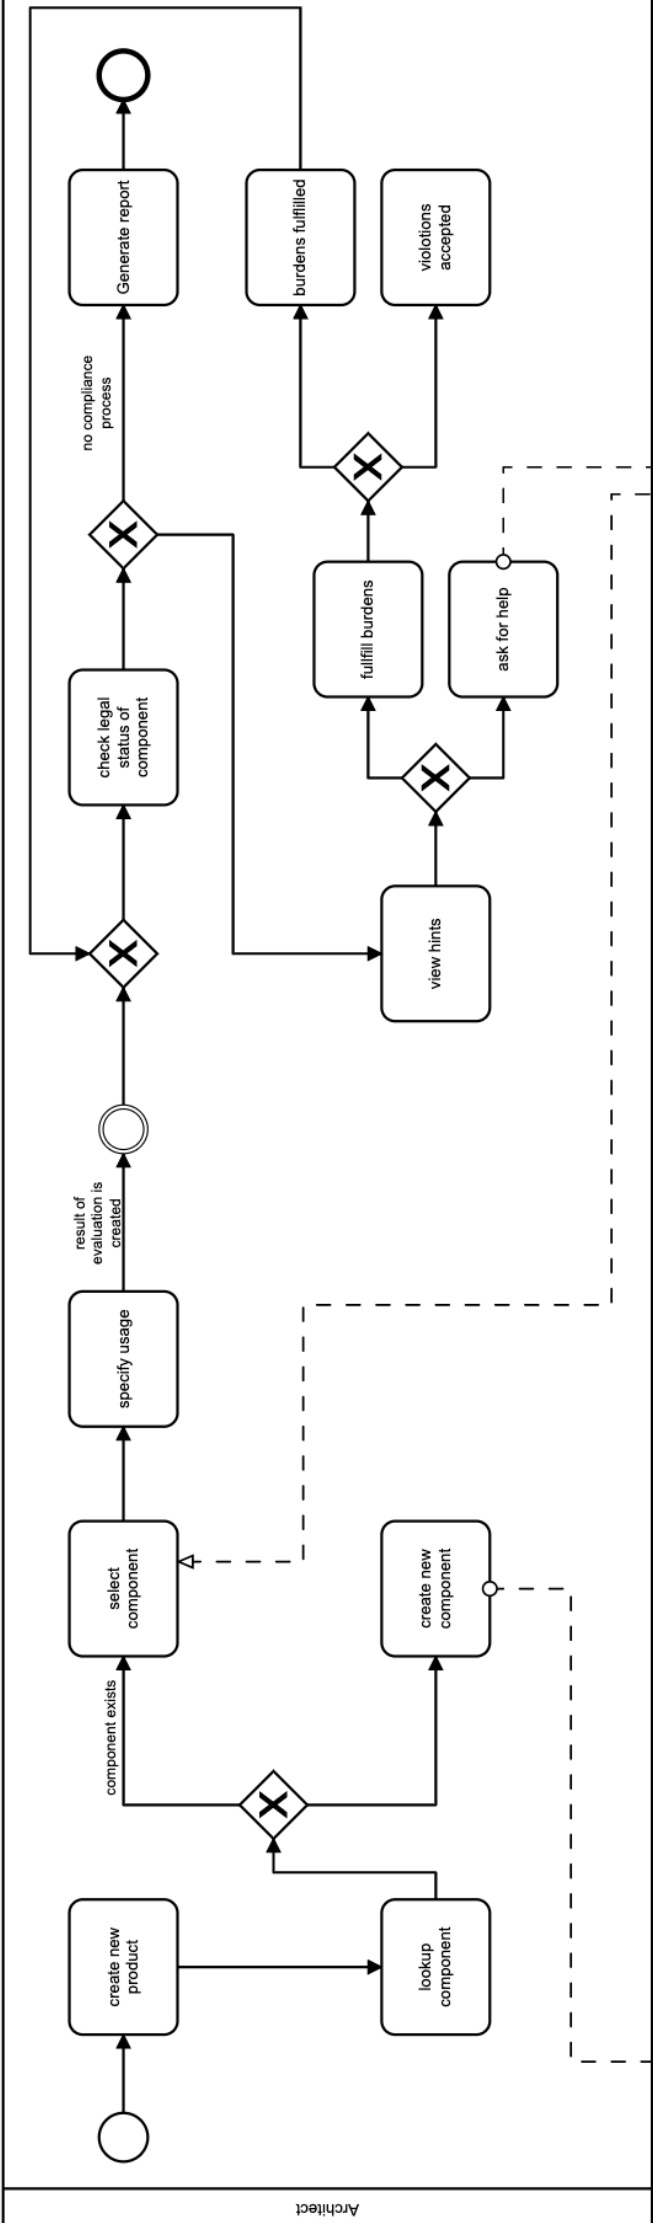 Architect
create new
product
lookup
component
component exists
select
component
create new
component
specify usage
result of
evaluation is
created
check legal
status of
component
view hints
no compliance
process
fullfill burdens
ask for help
Generate report
burdens fulfiilled
violotions
accepted